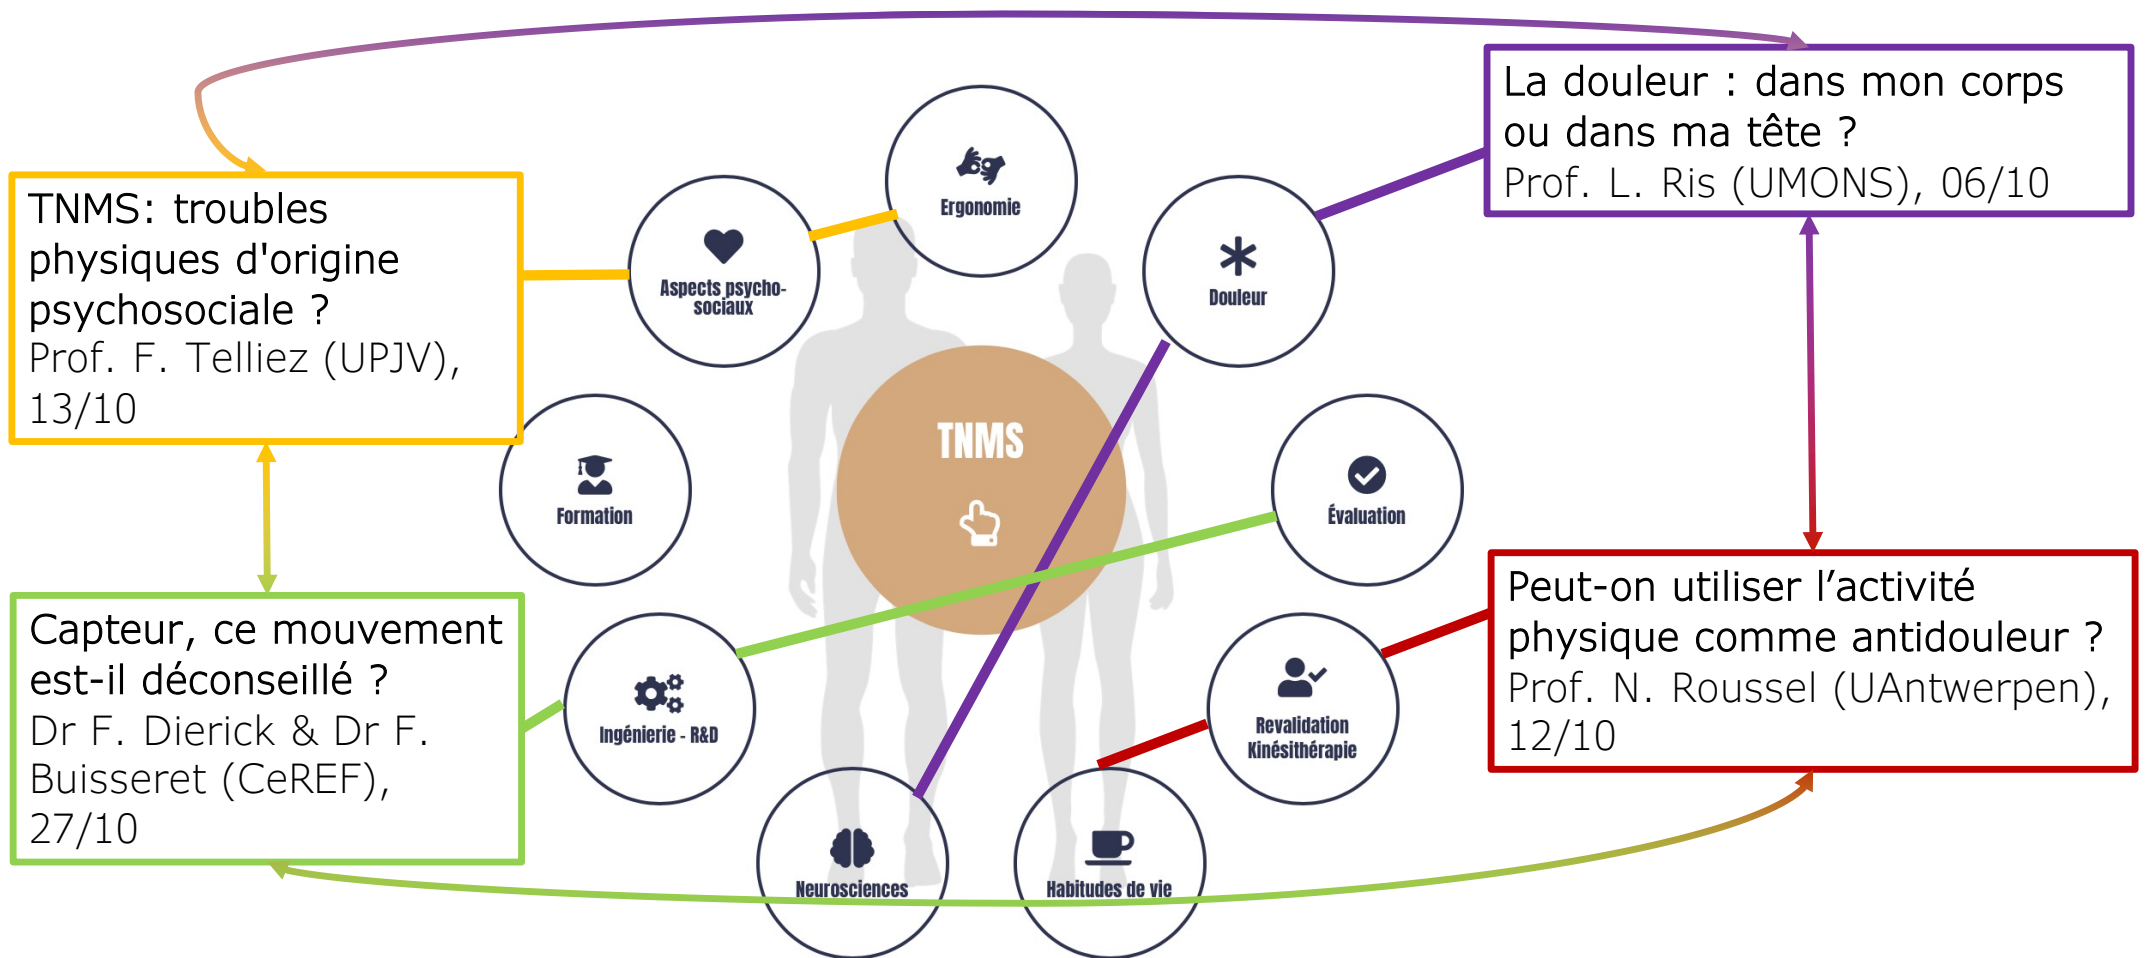 La douleur : dans mon corps
ou dans ma tête ?
Prof. L. Ris (UMONS), 06/10
TNMS: troubles
physiques d'origine
psychosociale ?
Prof. F. Telliez (UPJV),
13/10
Ergonomie
Aspects psycho-
sociaux
Douleur
TNMS
Formation
Évaluation
Capteur, ce mouvement
est-il déconseillé ?
Dr F. Dierick & Dr F.
Buisseret (CeREF),
27/10
Peut-on utiliser l’activité
physique comme antidouleur ?
Prof. N. Roussel (UAntwerpen),
12/10
Ingénierie - R&D
Revalidation
Kinésithérapie
Neurosciences
Habitudes de vie